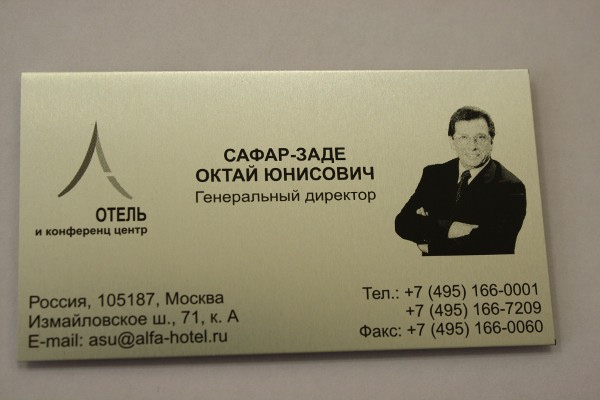 САФАР-ЗАДЕ
ОКТАЙ ЮНИСОВИЧ
Генеральный директор
ОТЕЛЬ
и конференц центр
Россия, 105187, Москва
Измайловское ш., 71, к. А
E-mail: asu@alfa-hotel.ru
Тел.: +7 (495) 166-0001
+7 (495) 166-7209
Факс: +7 (495) 166-0060